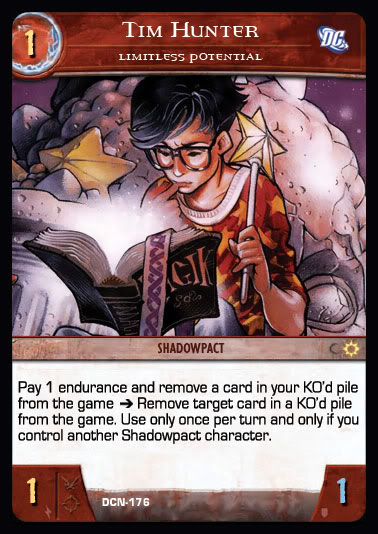 1
TIM HUNTER
LIMITLESS POTENTIAL
DC
SHADOWPACT
C
Pay 1 endurance and remove a card in your KO'd pile
from the game ➔ Remove target card in a KO'd pile
from the game. Use only once per turn and only if you
control another Shadowpact character.
1
DCN-176
1